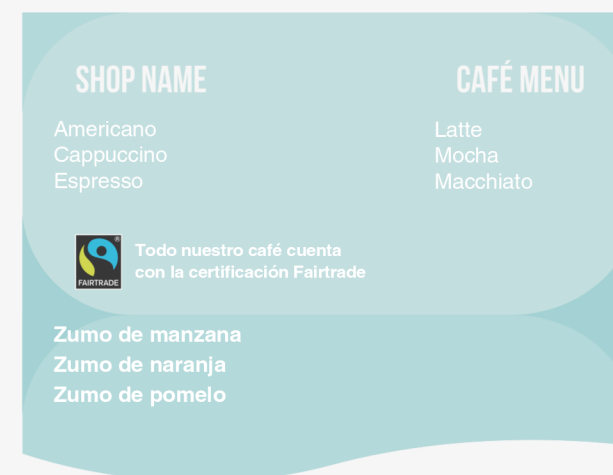 SHOP NAME
CAFÉ MENU
Americano
Cappuccino
Espresso
Latte
Mocha
Macchiato
FAIRTRADE
®
Todo nuestro café cuenta
con la certificación Fairtrade
Zumo de manzana
Zumo de naranja
Zumo de pomelo